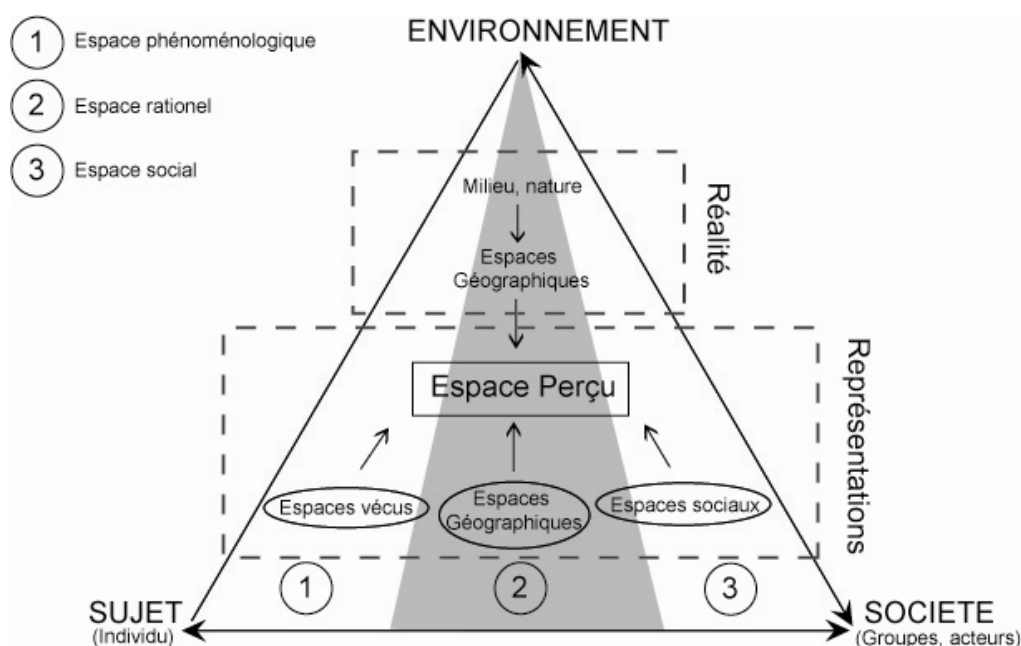 ENVIRONNEMENT
1 Espace phénoménologique
2 Espace rationel
3 Espace social
Milieu, nature
Espaces
Géographiques
Réalité
Espace Perçu
Représentations
Espaces vécus
Espaces
Géographiques
Espaces sociaux
1
2
3
SUJET
(Individu)
SOCIETE
(Groupes, acteurs)